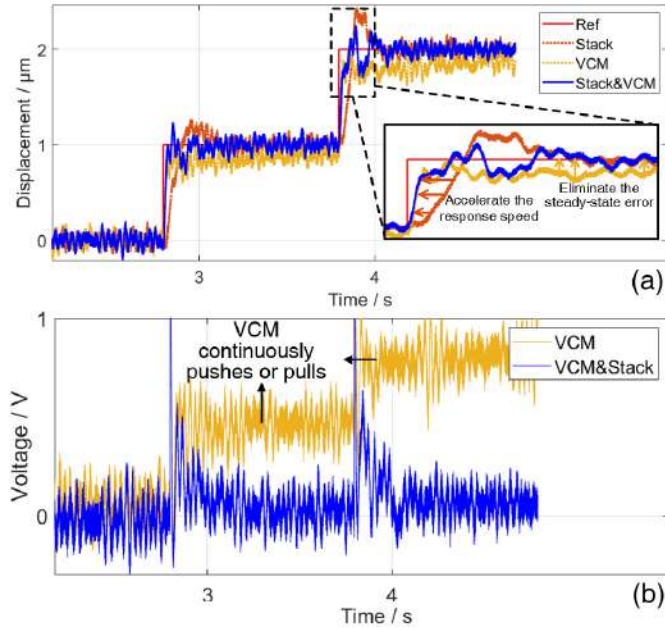 Displacement / µm
2
1
0
3
4
Time / s
(a)
Ref
Stack
VCM
Stack&VCM
Accelerate the
response speed
Eliminate the
steady-state error
Voltage / V
1
0
3
4
Time / s
(b)
VCM
continuously
pushes or pulls
VCM
VCM&Stack